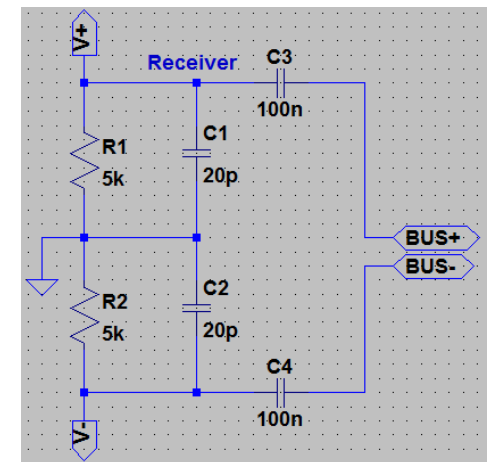 V+
Receiver
C3
100n
R1
5k
C1
20p
BUS+
BUS-
R2
5k
C2
20p
C4
100n
V-